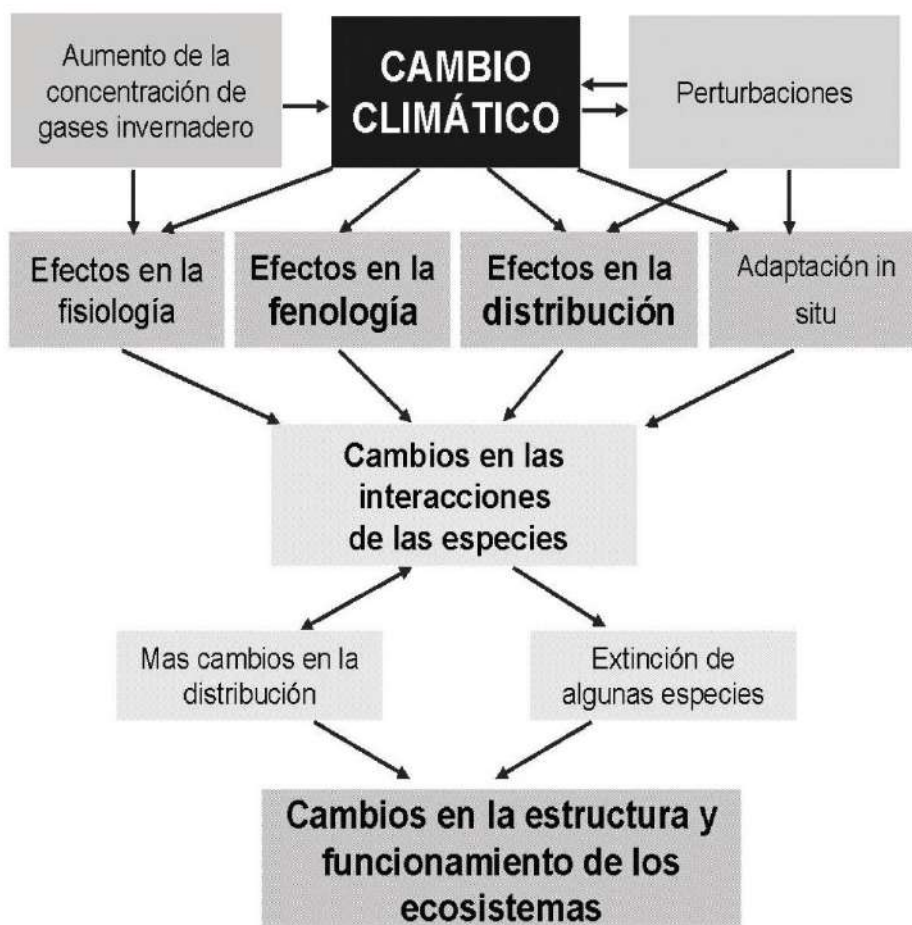 Aumento de la
concentración de
gases invernadero
CAMBIO
CLIMÁTICO
Perturbaciones
Efectos en la
fisiología
Efectos en la
fenología
Efectos en la
distribución
Adaptación in
situ
Cambios en las
interacciones
de las especies
Mas cambios en la
distribución
Extinción de
algunas especies
Cambios en la estructura y
funcionamiento de los
ecosistemas